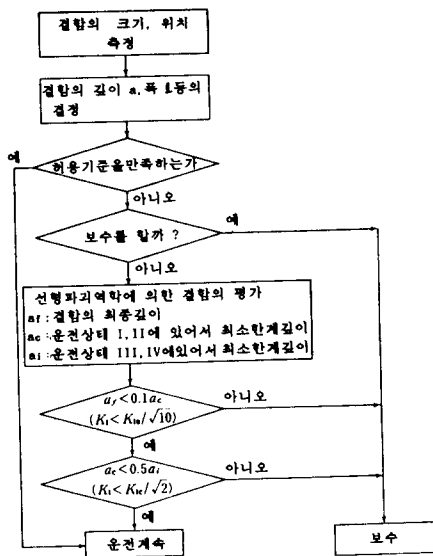 결함의 크기, 위치
측정
결함의 깊이 a, 폭 ℓ등의
결정
예
허용기준을만족하는가
아니오
예
보수를 할까 ?
아니오
선형파괴역학에 의한 결함의 평가
af : 결함의 최종깊이
ac : 운전상태 I, II에 있어서 최소한계깊이
ai : 운전상태 III, IV에있어서 최소한계깊이
af < 0.1ac
(KI < KIa/√10)
아니오
예
ac < 0.5ai
(KI < KIc/√2)
아니오
예
운전계속
보수